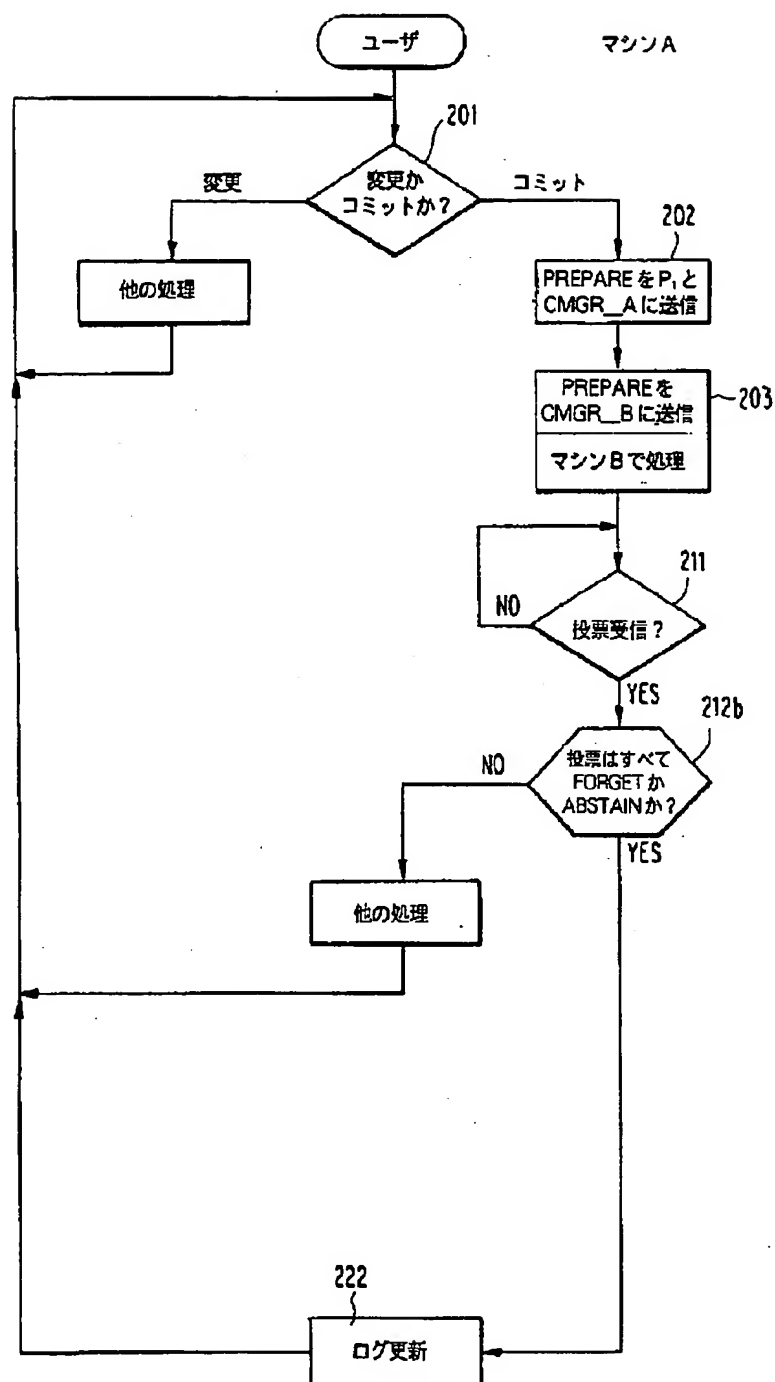 ユーザ
マシンA
201
変更か
コミットか？
変更
コミット
202
他の処理
PREPAREをP₁と
CMGR__Aに送信
203
PREPAREを
CMGR__Bに送信
マシンBで処理
211
NO
投票受信？
YES
212b
NO
投票はすべて
FORGETか
ABSTAINか？
YES
他の処理
222
ログ更新